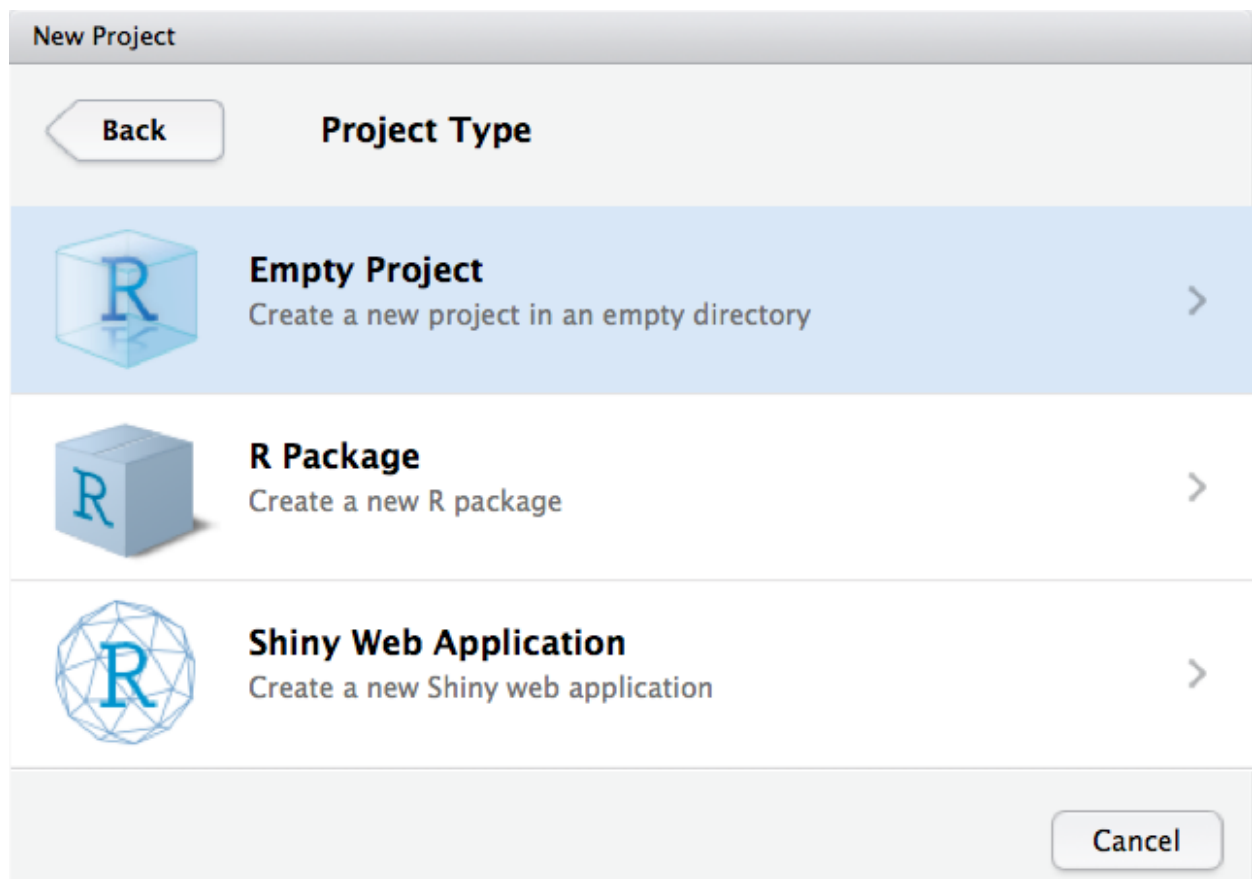 New Project
Back
Project Type
R
Empty Project
Create a new project in an empty directory
R
R Package
Create a new R package
R
Shiny Web Application
Create a new Shiny web application
Cancel